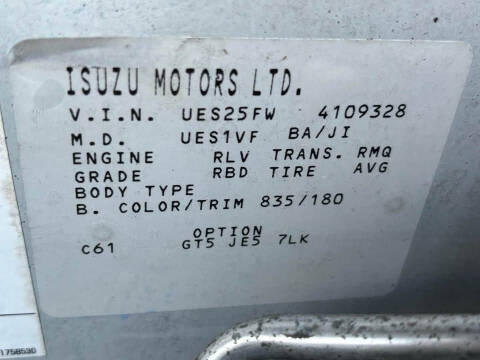 ISUZU MOTORS LTD.
V.I.N. UES25FW 4109328
M.D. UES1VF BA/JI
ENGINE RLV TRANS. RMQ
GRADE RBD TIRE AVG
BODY TYPE
B. COLOR/TRIM 835/180
OPTION
C61 GT5 JE5 7LK
1758530